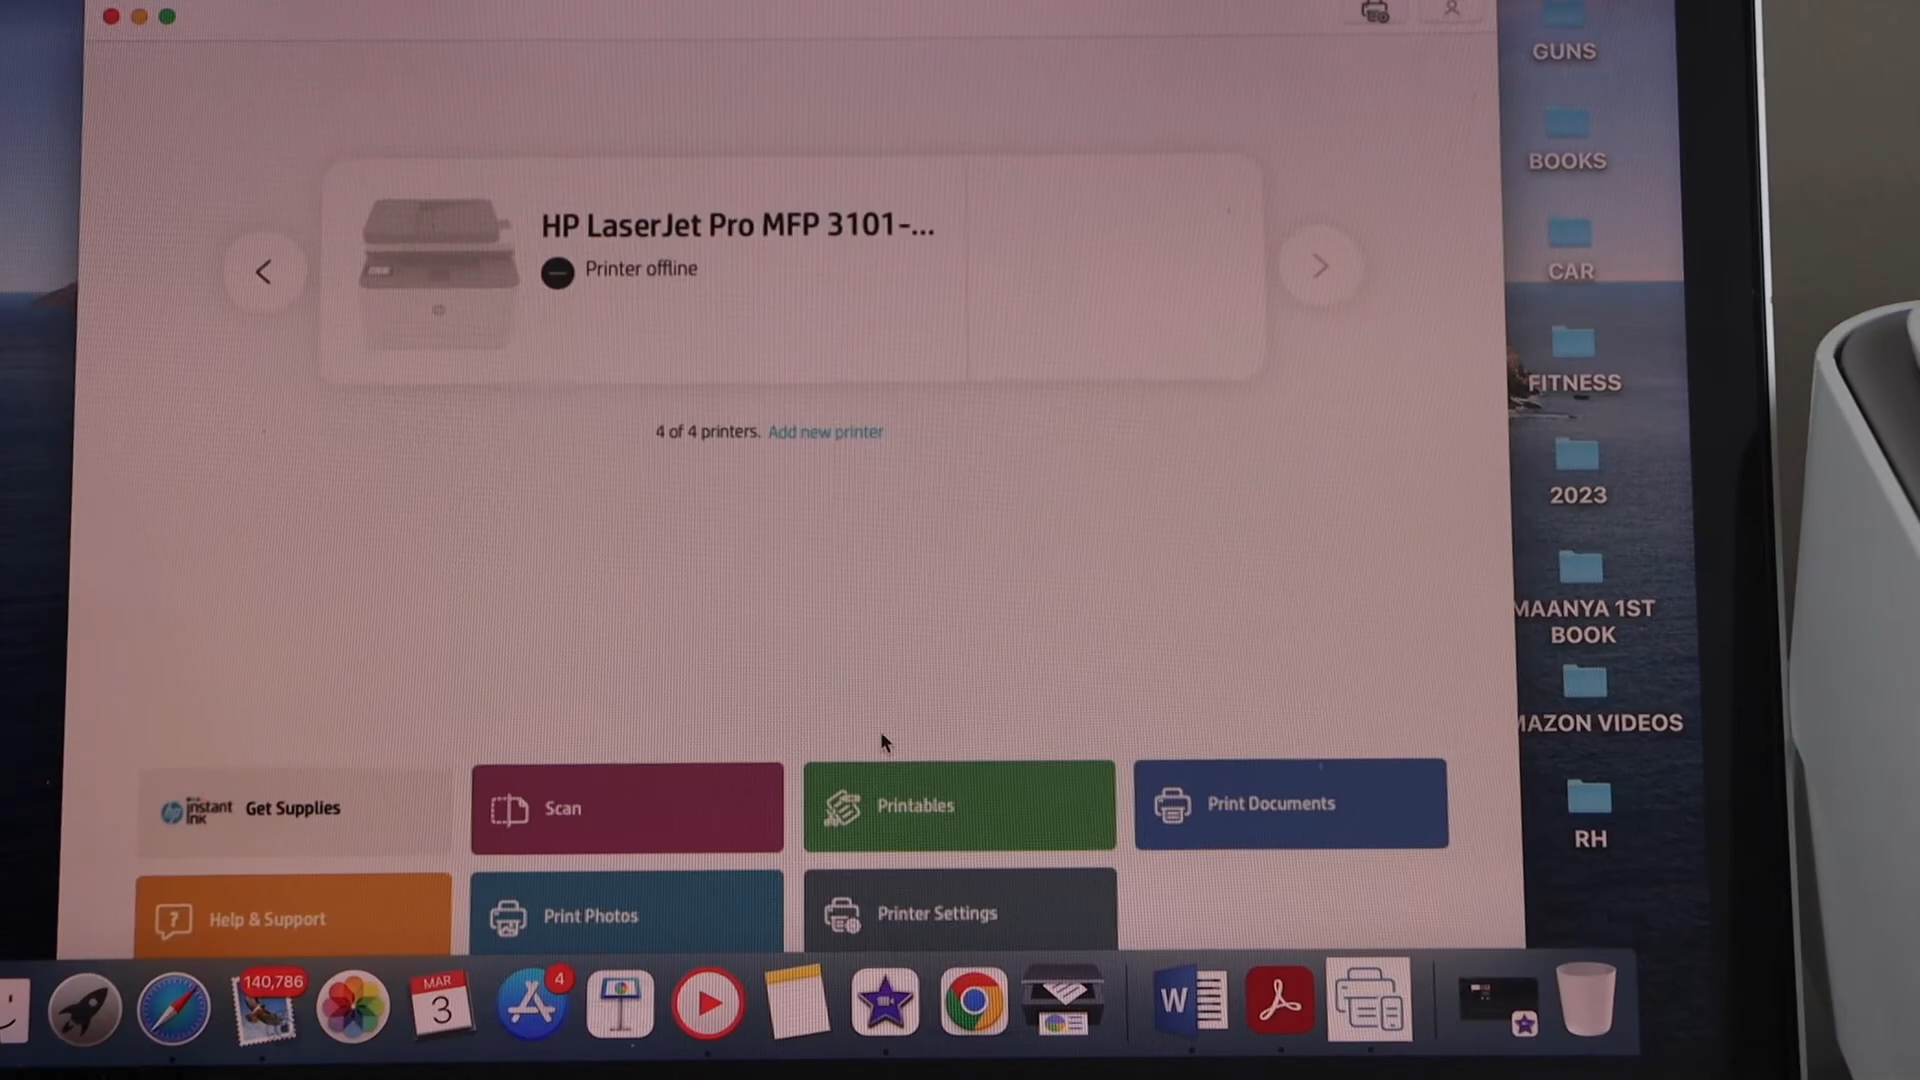 GUNS
BOOKS
HP LaserJet Pro MFP 3101-...
Printer offline
CAR
FITNESS
4 of 4 printers. Add new printer
2023
MAANYA 1ST
BOOK
MAZON VIDEOS
instant
ink
Get Supplies
Scan
Printables
Print Documents
RH
Help & Support
Print Photos
Printer Settings
140,786
MAR
3
4
W